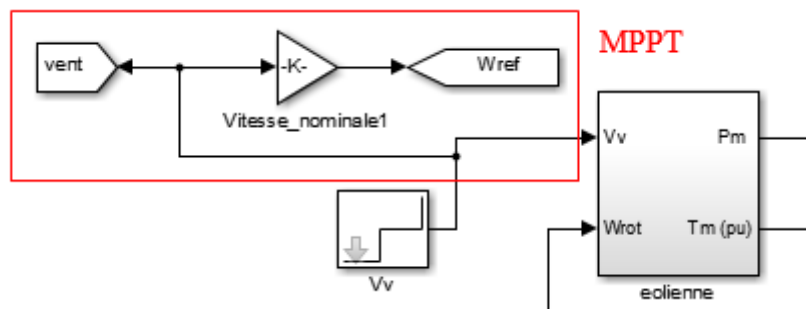 MPPT
vent
-K-
Wref
Vitesse_nominale1
Vv
Pm
Wrot
Tm (pu)
Vv
eolienne